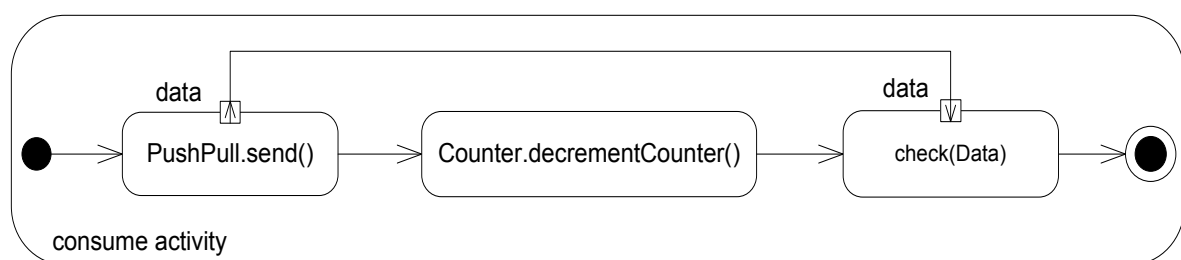 data
data
PushPull.send()
Counter.decrementCounter()
check(Data)
consume activity